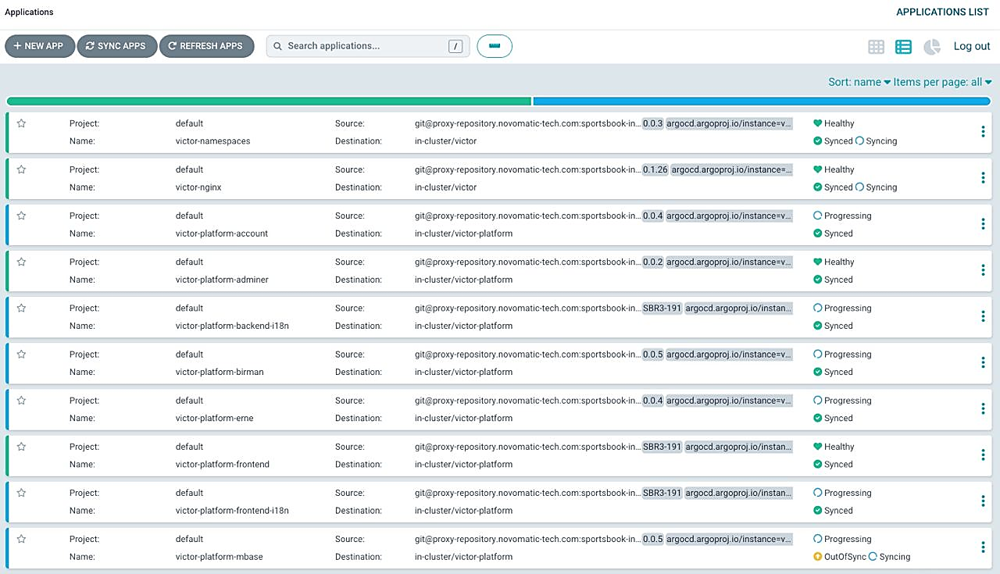 Applications APPLICATIONS LIST
+ NEW APP SYNC APPS REFRESH APPS Search applications... / Log out
Sort: name Items per page: all
Project: default Source: git@proxy-repository.novomatic-tech.com:sportsbook-in... 0.0.3 argocd.argoproj.io/instance=v... Healthy
Name: victor-namespaces Destination: in-cluster/victor Synced Syncing
Project: default Source: git@proxy-repository.novomatic-tech.com:sportsbook-in... 0.1.26 argocd.argoproj.io/instance=... Healthy
Name: victor-nginx Destination: in-cluster/victor Synced Syncing
Project: default Source: git@proxy-repository.novomatic-tech.com:sportsbook-in... 0.0.4 argocd.argoproj.io/instance=v... Progressing
Name: victor-platform-account Destination: in-cluster/victor-platform Synced
Project: default Source: git@proxy-repository.novomatic-tech.com:sportsbook-in... 0.0.2 argocd.argoproj.io/instance=v... Healthy
Name: victor-platform-adminer Destination: in-cluster/victor-platform Synced
Project: default Source: git@proxy-repository.novomatic-tech.com:sportsbook-in... SBR3-191 argocd.argoproj.io/instan... Progressing
Name: victor-platform-backend-i18n Destination: in-cluster/victor-platform Synced
Project: default Source: git@proxy-repository.novomatic-tech.com:sportsbook-in... 0.0.5 argocd.argoproj.io/instance=v... Progressing
Name: victor-platform-birman Destination: in-cluster/victor-platform Synced
Project: default Source: git@proxy-repository.novomatic-tech.com:sportsbook-in... 0.0.4 argocd.argoproj.io/instance=v... Progressing
Name: victor-platform-erne Destination: in-cluster/victor-platform Synced
Project: default Source: git@proxy-repository.novomatic-tech.com:sportsbook-in... SBR3-191 argocd.argoproj.io/instan... Healthy
Name: victor-platform-frontend Destination: in-cluster/victor-platform Synced
Project: default Source: git@proxy-repository.novomatic-tech.com:sportsbook-in... SBR3-191 argocd.argoproj.io/instan... Progressing
Name: victor-platform-frontend-i18n Destination: in-cluster/victor-platform Synced
Project: default Source: git@proxy-repository.novomatic-tech.com:sportsbook-in... 0.0.5 argocd.argoproj.io/instance=v... Progressing
Name: victor-platform-mbase Destination: in-cluster/victor-platform OutOfSync Syncing